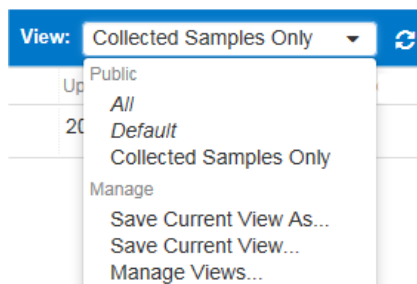 View: Collected Samples Only
Public
All
Default
Collected Samples Only
Manage
Save Current View As...
Save Current View...
Manage Views...